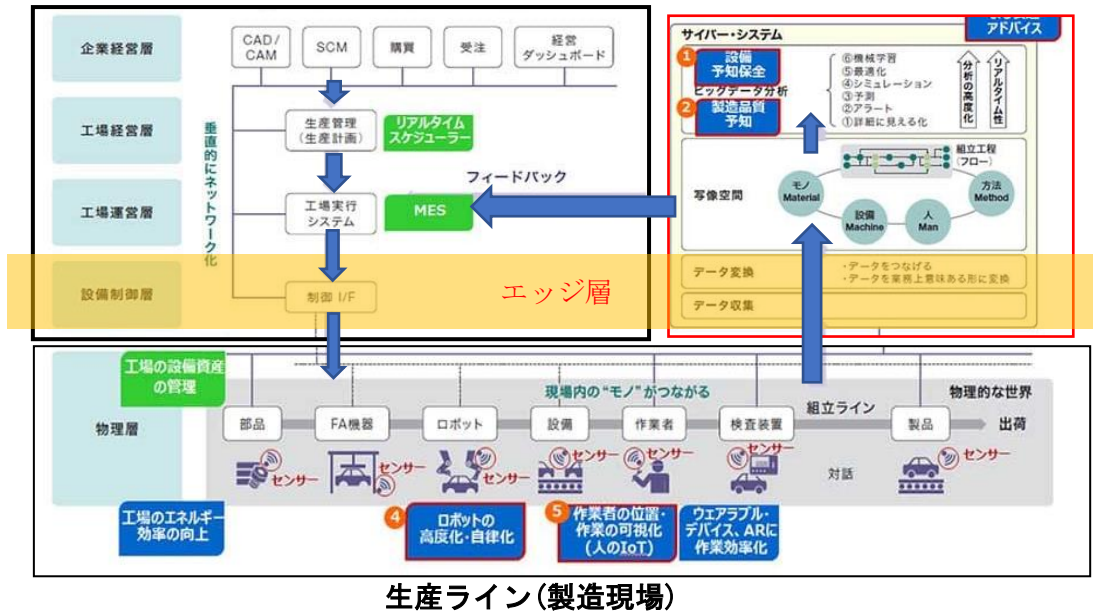 企業経営層
CAD/
CAM
SCM
購買
受注
経営
ダッシュボード
工場経営層
生産管理
(生産計画)
リアルタイム
スケジューラー
垂直的にネットワーク化
工場運営層
工場実行
システム
MES
フィードバック
設備制御層
制御 I/F
エッジ層
アドバイス
サイバー・システム
1
設備
予知保全
ビッグデータ分析
2
製造品質
予知
⑥機械学習
⑤最適化
④シミュレーション
③予測
②アラート
①詳細に見える化
分析の高度化
リアルタイム性
組立工程
(フロー)
写像空間
モノ
Material
設備
Machine
人
Man
方法
Method
データ変換
・データをつなげる
・データを業務上意味ある形に変換
データ収集
工場の設備資産
の管理
物理層
現場内の“モノ”がつながる
物理的な世界
組立ライン
部品
FA機器
ロボット
設備
作業者
検査装置
製品
出荷
センサー
センサー
センサー
センサー
センサー
センサー
センサー
対話
工場のエネルギー
効率の向上
4
ロボットの
高度化・自律化
5
作業者の位置・
作業の可視化
(人のIoT)
ウェアラブル・
デバイス、ARに
作業効率化
生産ライン(製造現場)